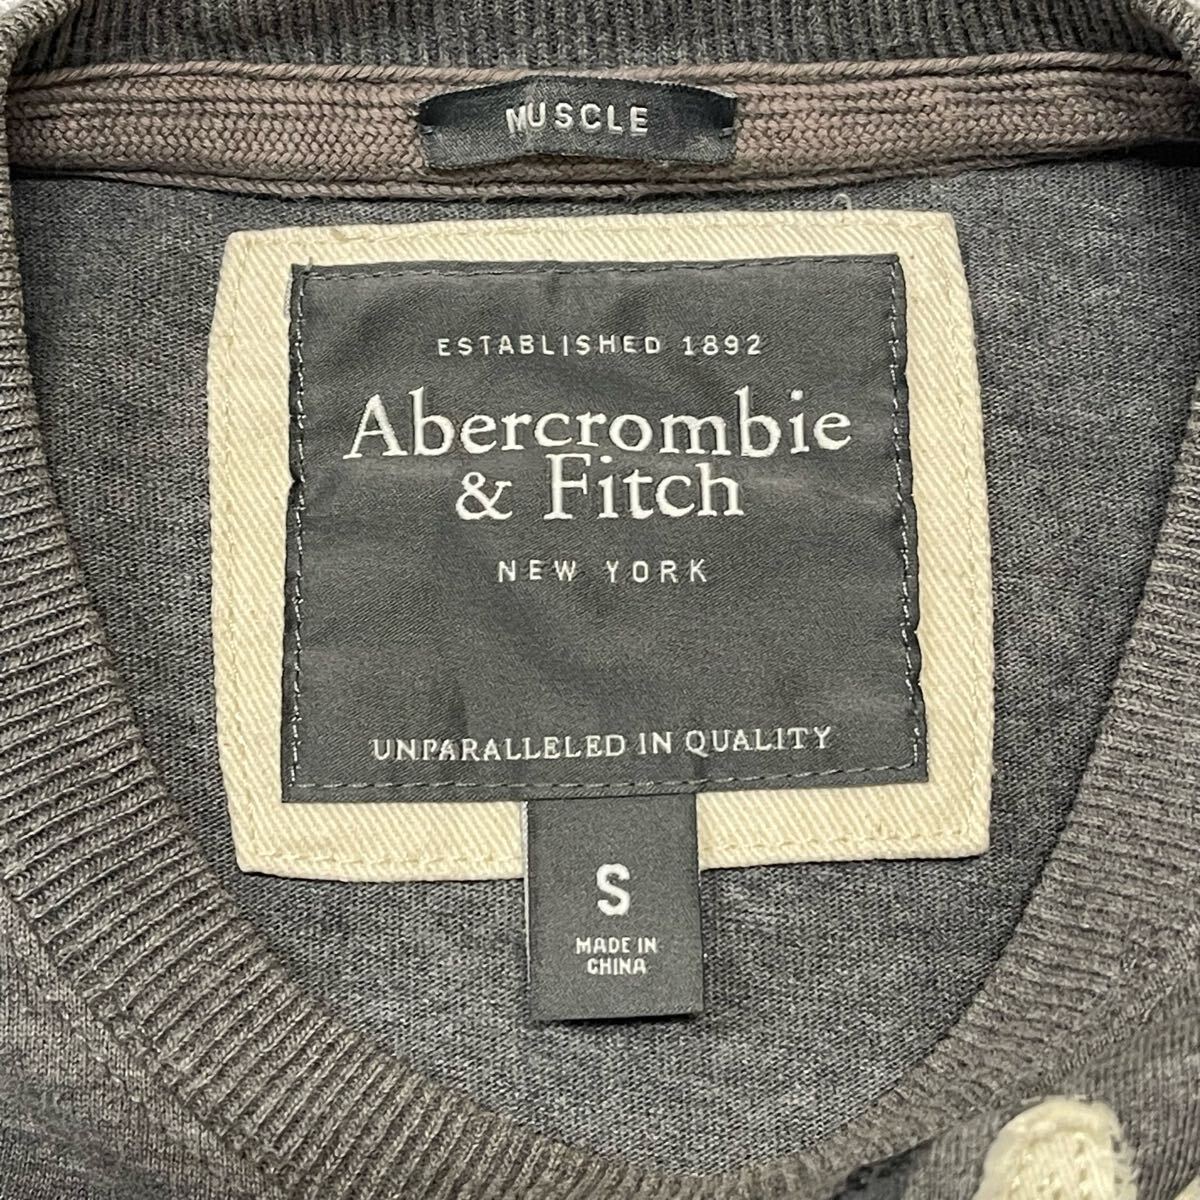 MUSCLE
ESTABLISHED 1892
Abercrombie
& Fitch
NEW YORK
UNPARALLELED IN QUALITY
S
MADE IN
CHINA